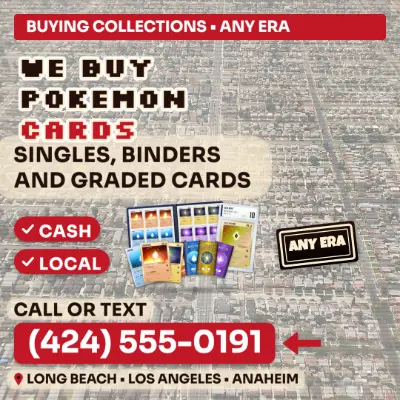 BUYING COLLECTIONS • ANY ERA
WE BUY
POKEMON
CARDS
SINGLES, BINDERS
AND GRADED CARDS
CASH
LOCAL
10
ANY ERA
CALL OR TEXT
(424) 555-0191
LONG BEACH • LOS ANGELES • ANAHEIM